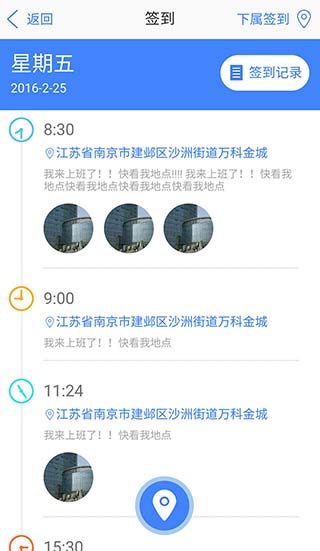 返回 签到 下属签到
星期五
2016-2-25
签到记录
8:30
江苏省南京市建邺区沙洲街道万科金城
我来上班了！！快看我地点!!!! 我来上班了！！快看我
地点快看我地点快看我地点快看我地点
9:00
江苏省南京市建邺区沙洲街道万科金城
我来上班了！！快看我地点
11:24
江苏省南京市建邺区沙洲街道万科金城
我来上班了！！快看我地点
15:30